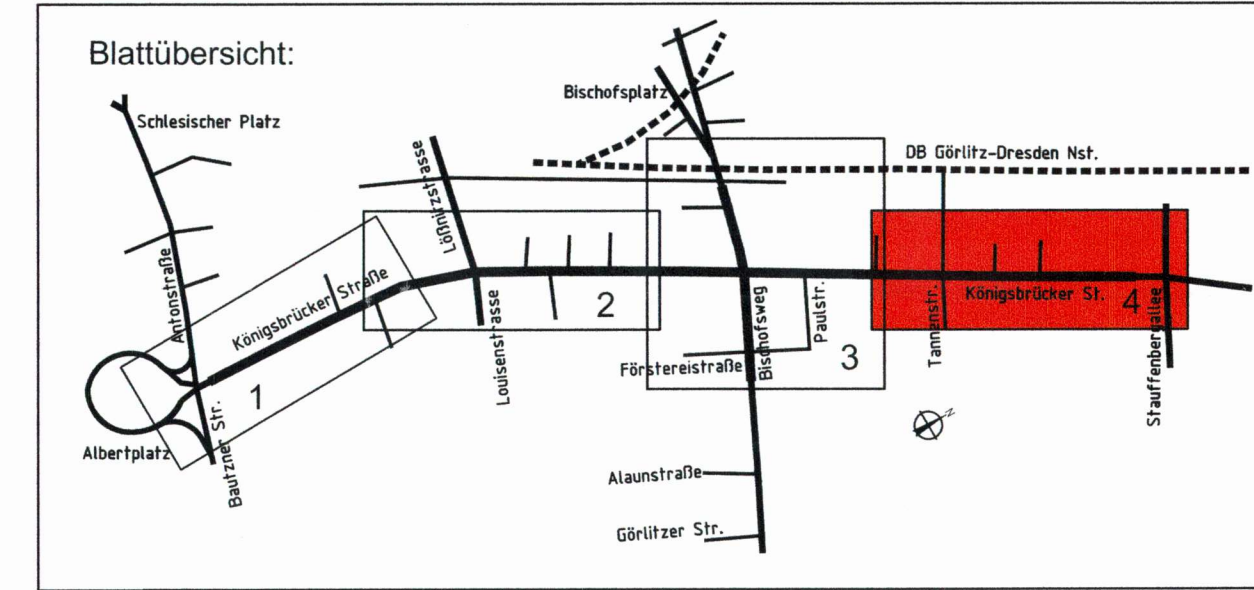 Blattübersicht:
Schlesischer Platz
Bischofsplatz
DB Görlitz-Dresden Nst.
Lößnitzstrasse
Antonstraße
Königsbrücker Straße
Königsbrücker St.
1
2
3
4
Albertplatz
Bautzner Str.
Louisenstrasse
Förstereistraße
Bischofsweg
Paulstr.
Tannenstr.
Stauffenbergallee
N
Alaunstraße
Görlitzer Str.